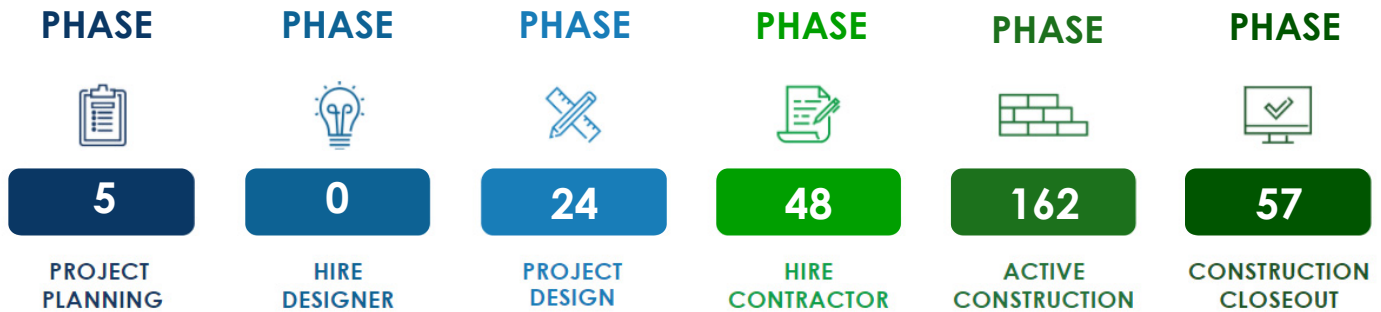 PHASE
PHASE
PHASE
PHASE
PHASE
PHASE
5
0
24
48
162
57
PROJECT
PLANNING
HIRE
DESIGNER
PROJECT
DESIGN
HIRE
CONTRACTOR
ACTIVE
CONSTRUCTION
CONSTRUCTION
CLOSEOUT